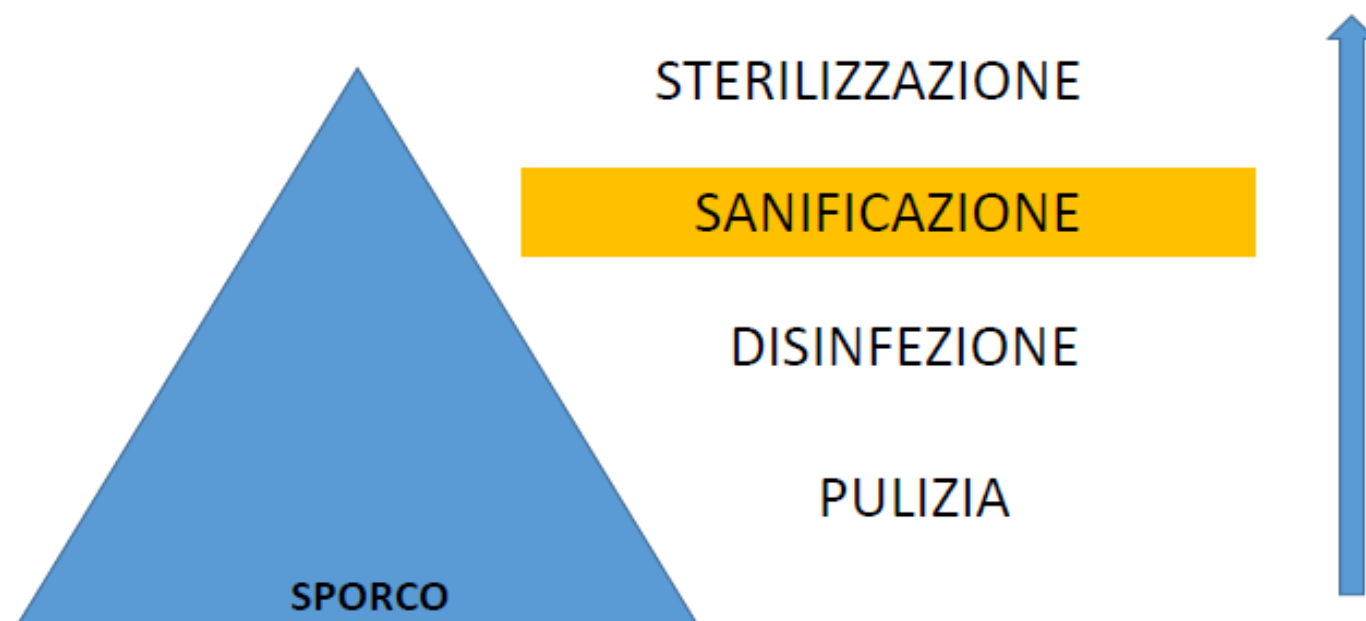 STERILIZZAZIONE
SANIFICAZIONE
DISINFEZIONE
PULIZIA
SPORCO